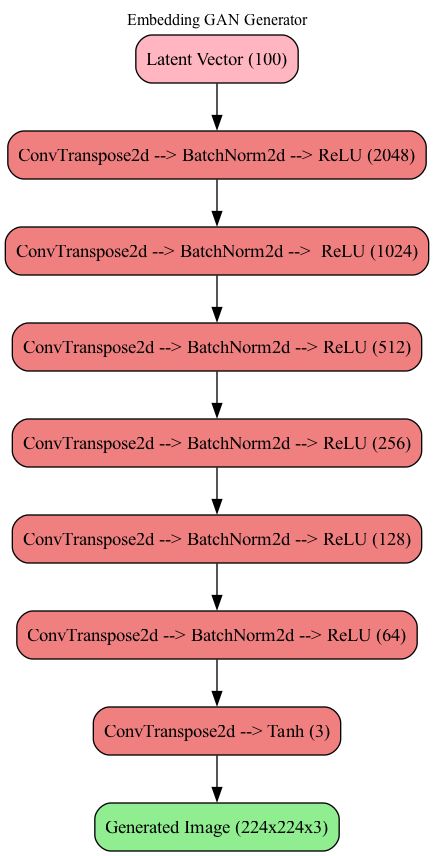 Embedding GAN Generator
Latent Vector (100)
ConvTranspose2d --> BatchNorm2d --> ReLU (2048)
ConvTranspose2d --> BatchNorm2d -->  ReLU (1024)
ConvTranspose2d --> BatchNorm2d --> ReLU (512)
ConvTranspose2d --> BatchNorm2d --> ReLU (256)
ConvTranspose2d --> BatchNorm2d --> ReLU (128)
ConvTranspose2d --> BatchNorm2d --> ReLU (64)
ConvTranspose2d --> Tanh (3)
Generated Image (224x224x3)